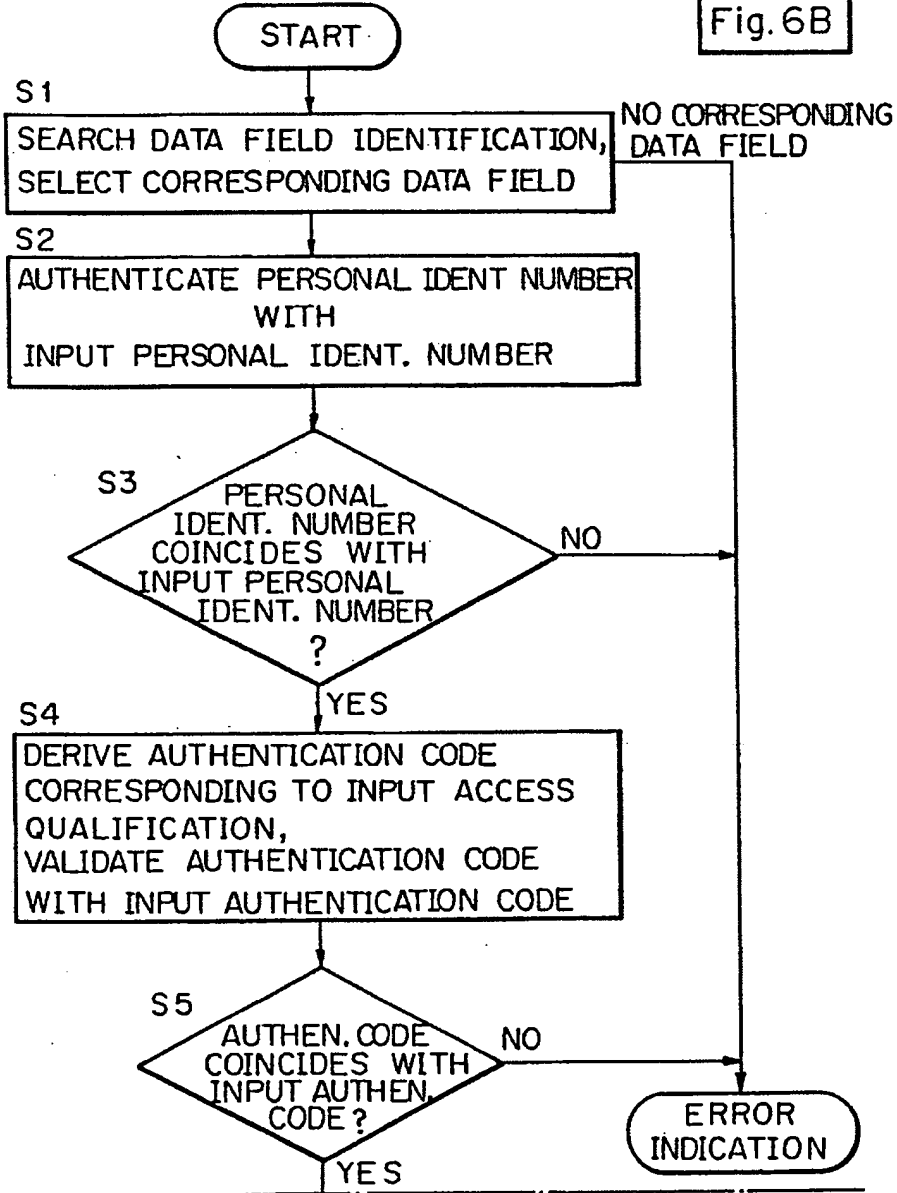 Fig. 6B
START
S1
SEARCH DATA FIELD IDENTIFICATION,
SELECT CORRESPONDING DATA FIELD
NO CORRESPONDING
DATA FIELD
S2
AUTHENTICATE PERSONAL IDENT NUMBER
WITH
INPUT PERSONAL IDENT. NUMBER
S3
PERSONAL
IDENT. NUMBER
COINCIDES WITH
INPUT PERSONAL
IDENT. NUMBER
?
NO
YES
S4
DERIVE AUTHENTICATION CODE
CORRESPONDING TO INPUT ACCESS
QUALIFICATION,
VALIDATE AUTHENTICATION CODE
WITH INPUT AUTHENTICATION CODE
S5
AUTHEN. CODE
COINCIDES WITH
INPUT AUTHEN.
CODE?
NO
YES
ERROR
INDICATION